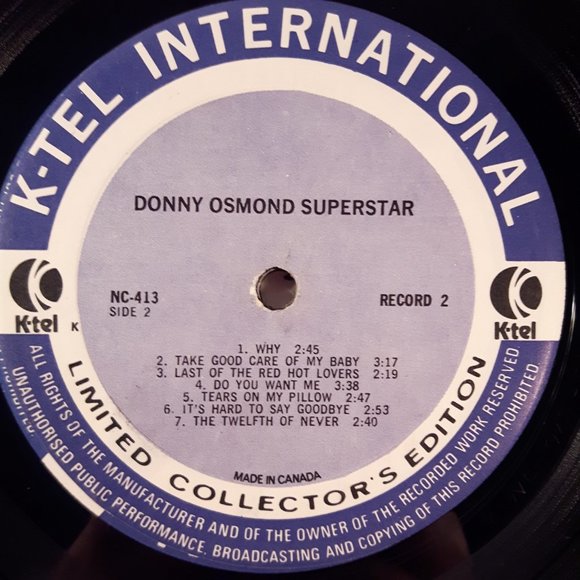 K-TEL INTERNATIONAL
DONNY OSMOND SUPERSTAR
NC-413
SIDE 2
RECORD 2
K-tel
K
K-tel
1. WHY 2:45
2. TAKE GOOD CARE OF MY BABY 3:17
3. LAST OF THE RED HOT LOVERS 2:19
4. DO YOU WANT ME 3:38
5. TEARS ON MY PILLOW 2:47
6. IT'S HARD TO SAY GOODBYE 2:53
7. THE TWELFTH OF NEVER 2:40
MADE IN CANADA
LIMITED COLLECTOR'S EDITION
ALL RIGHTS OF THE MANUFACTURER AND OF THE OWNER OF THE RECORDED WORK RESERVED
UNAUTHORISED PUBLIC PERFORMANCE, BROADCASTING AND COPYING OF THIS RECORD PROHIBITED